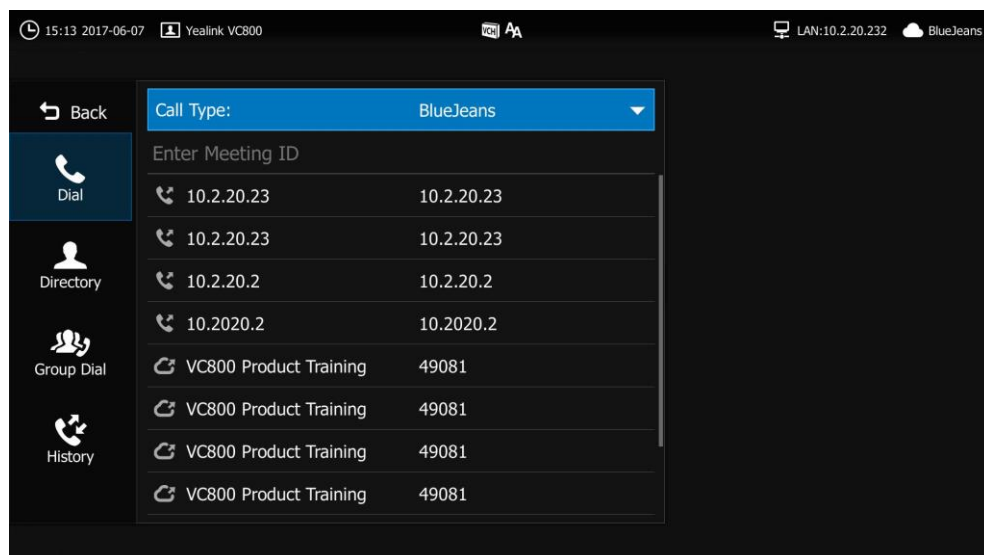 15:13 2017-06-07 Yealink VC800 VCH AA LAN:10.2.20.232 BlueJeans
Back
Call Type: BlueJeans
Enter Meeting ID
Dial
10.2.20.23 10.2.20.23
10.2.20.23 10.2.20.23
Directory
10.2.20.2 10.2.20.2
10.2020.2 10.2020.2
Group Dial
VC800 Product Training 49081
VC800 Product Training 49081
History
VC800 Product Training 49081
VC800 Product Training 49081